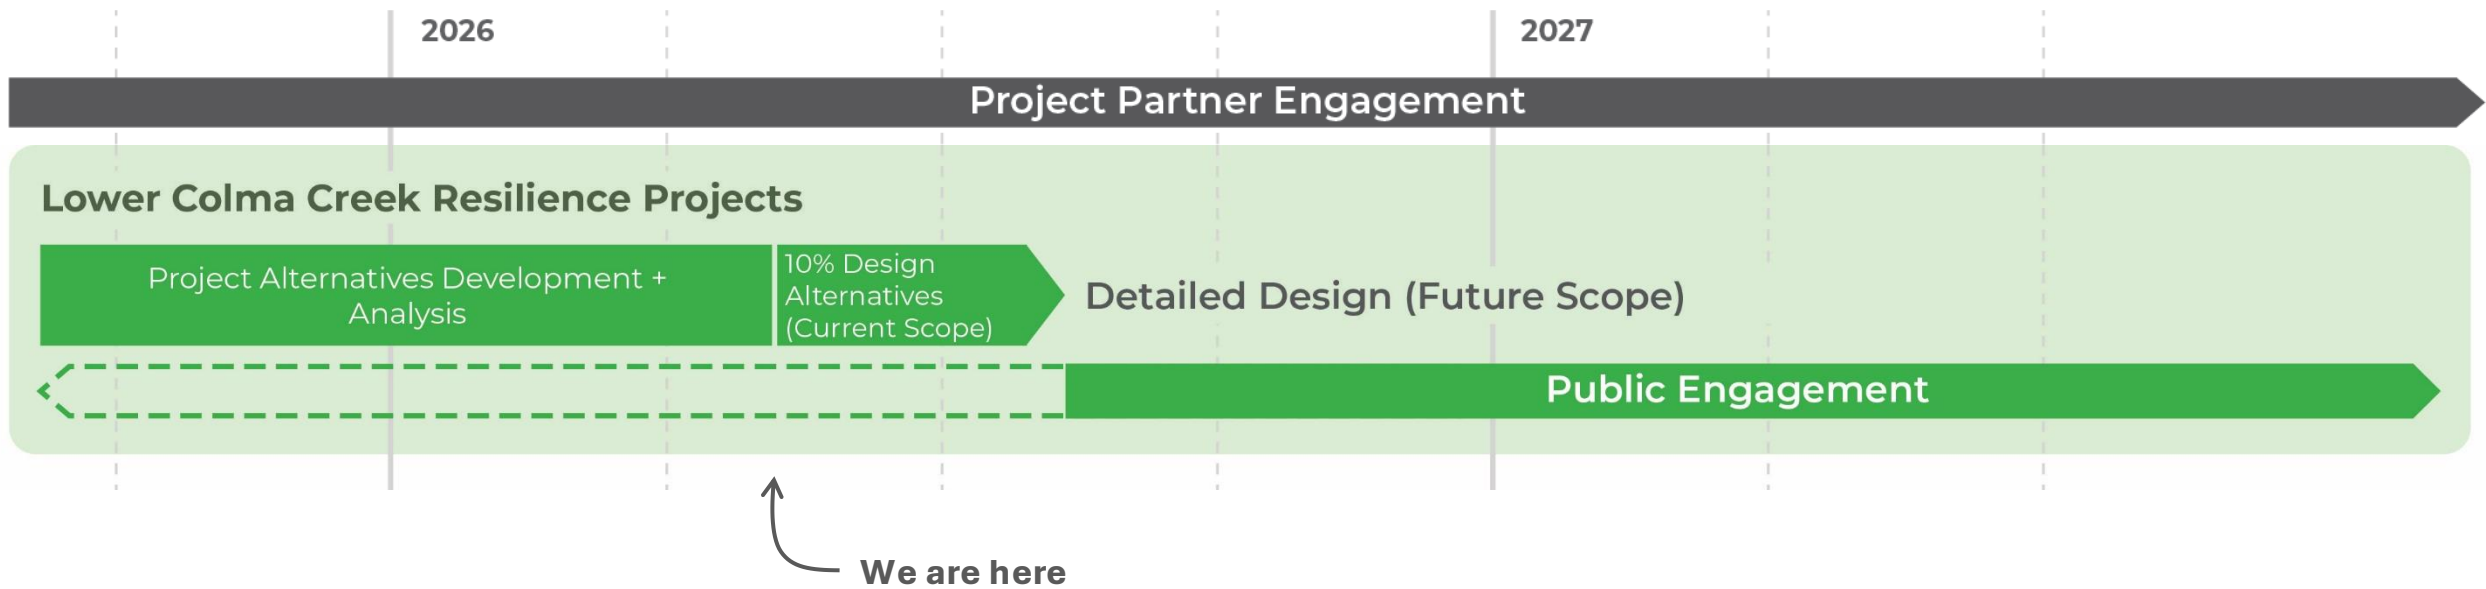 2026
2027
Project Partner Engagement
Lower Colma Creek Resilience Projects
Project Alternatives Development +
Analysis
10% Design
Alternatives
(Current Scope)
Detailed Design (Future Scope)
Public Engagement
We are here